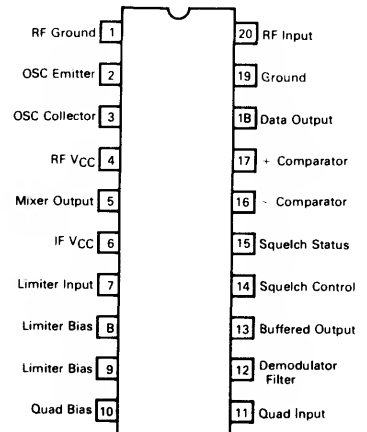 RF Ground 1
OSC Emitter 2
OSC Collector 3
RF VCC 4
Mixer Output 5
IF VCC 6
Limiter Input 7
Limiter Bias B
Limiter Bias 9
Quad Bias 10
20 RF Input
19 Ground
1B Data Output
17 + Comparator
16 - Comparator
15 Squelch Status
14 Squelch Control
13 Buffered Output
12 Demodulator
Filter
11 Quad Input